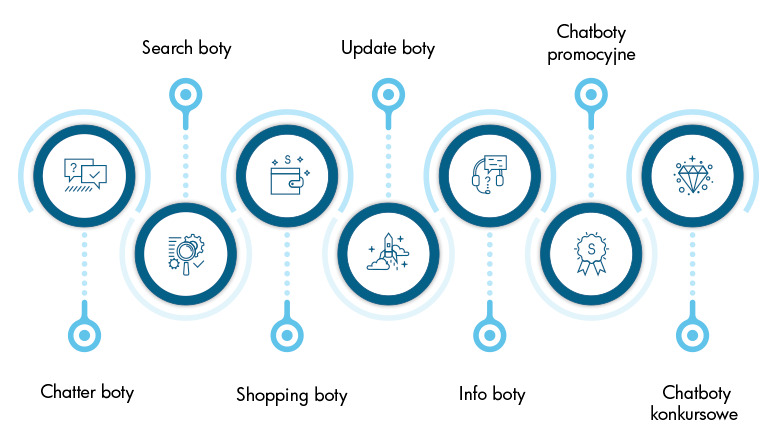 Search boty
Update boty
Chatboty
promocyjne
?
S
?
S
Chatter boty
Shopping boty
Info boty
Chatboty
konkursowe